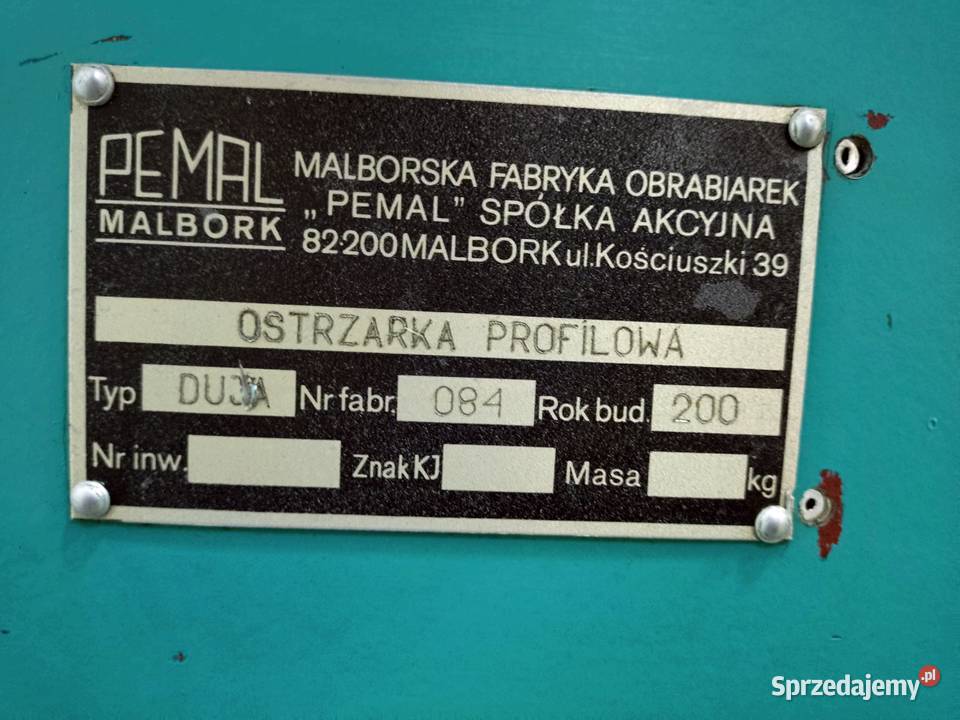 PEMAL
MALBORK
MALBORSKA FABRYKA OBRABIAREK
„PEMAL” SPÓŁKA AKCYJNA
82-200 MALBORK ul. Kościuszki 39
OSTRZARKA PROFILOWA
Typ Nr fabr. 084 Rok bud. 200
Nr inw. Znak KJ Masa kg
Sprzedajemy.pl